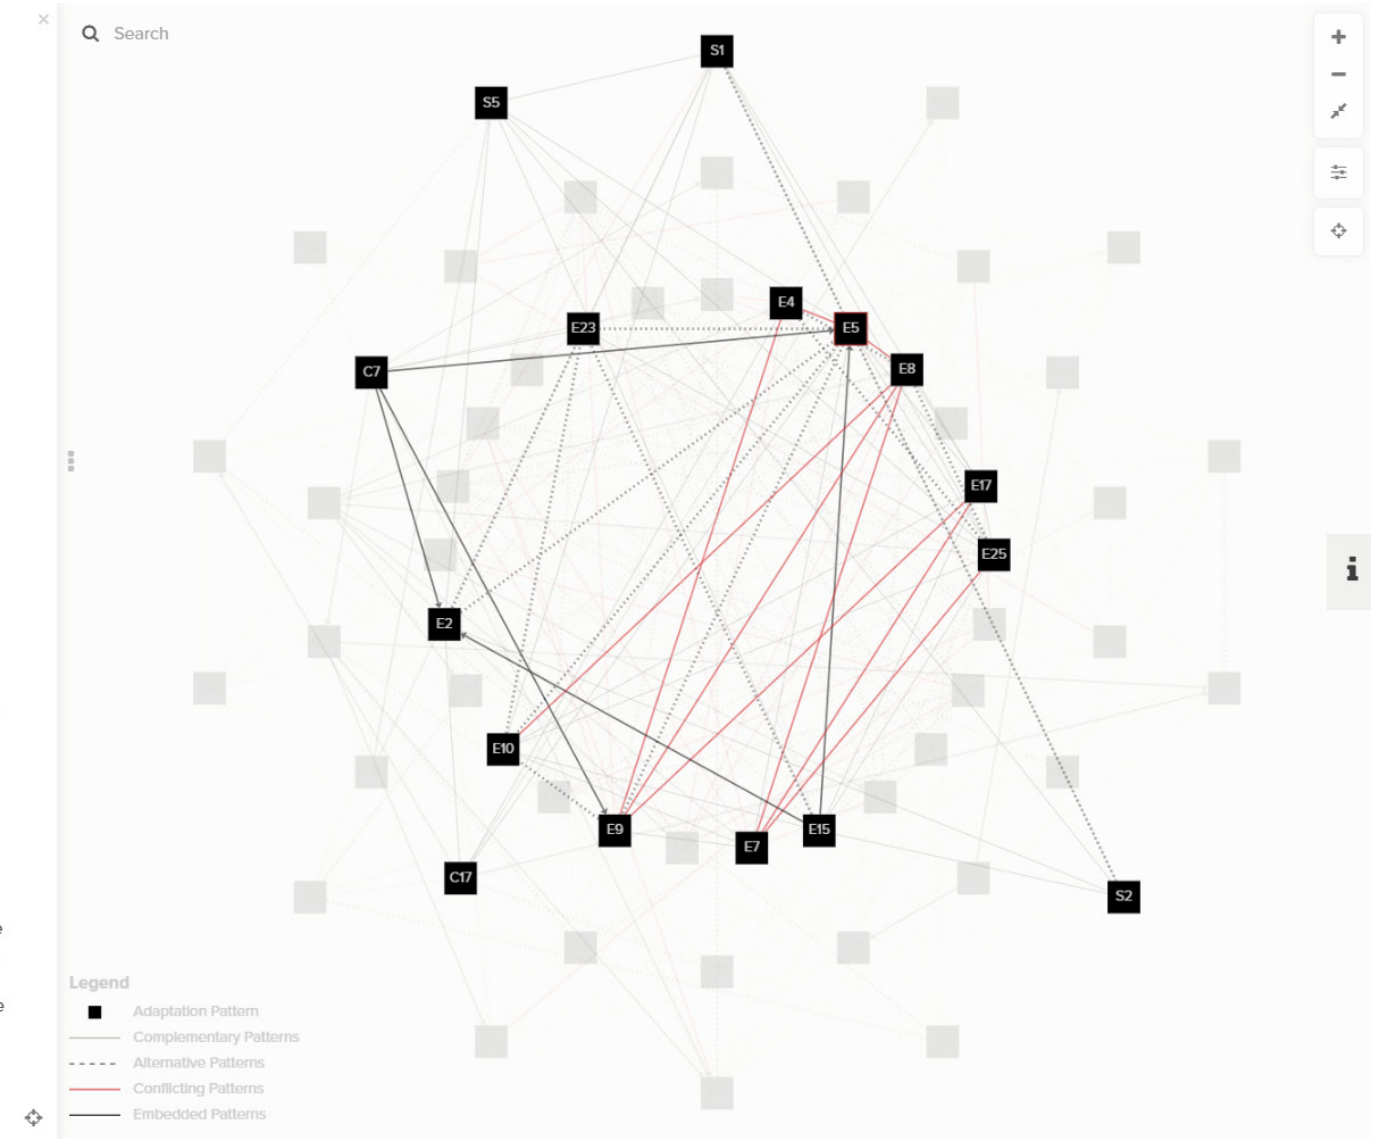 ×
Search
S1
S5
E4
E23
E5
E8
C7
E17
E25
E2
E10
E9
E15
E7
C17
S2
i
e
e
Legend
Adaptation Pattern
Complementary Patterns
Alternative Patterns
Conflicting Patterns
Embedded Patterns